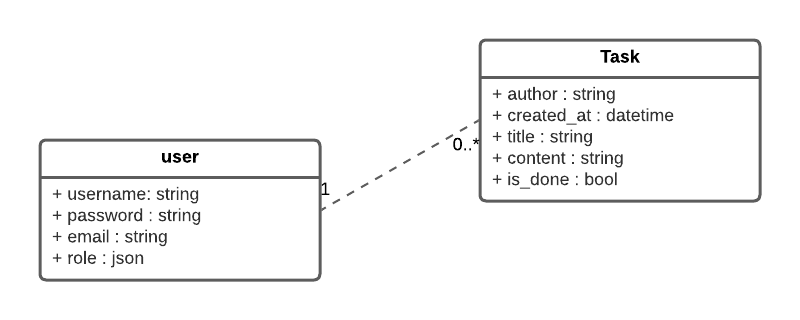 Task
+ author : string
+ created_at : datetime
+ title : string
+ content : string
+ is_done : bool
0..*
user
+ username: string
+ password : string
+ email : string
+ role : json
1